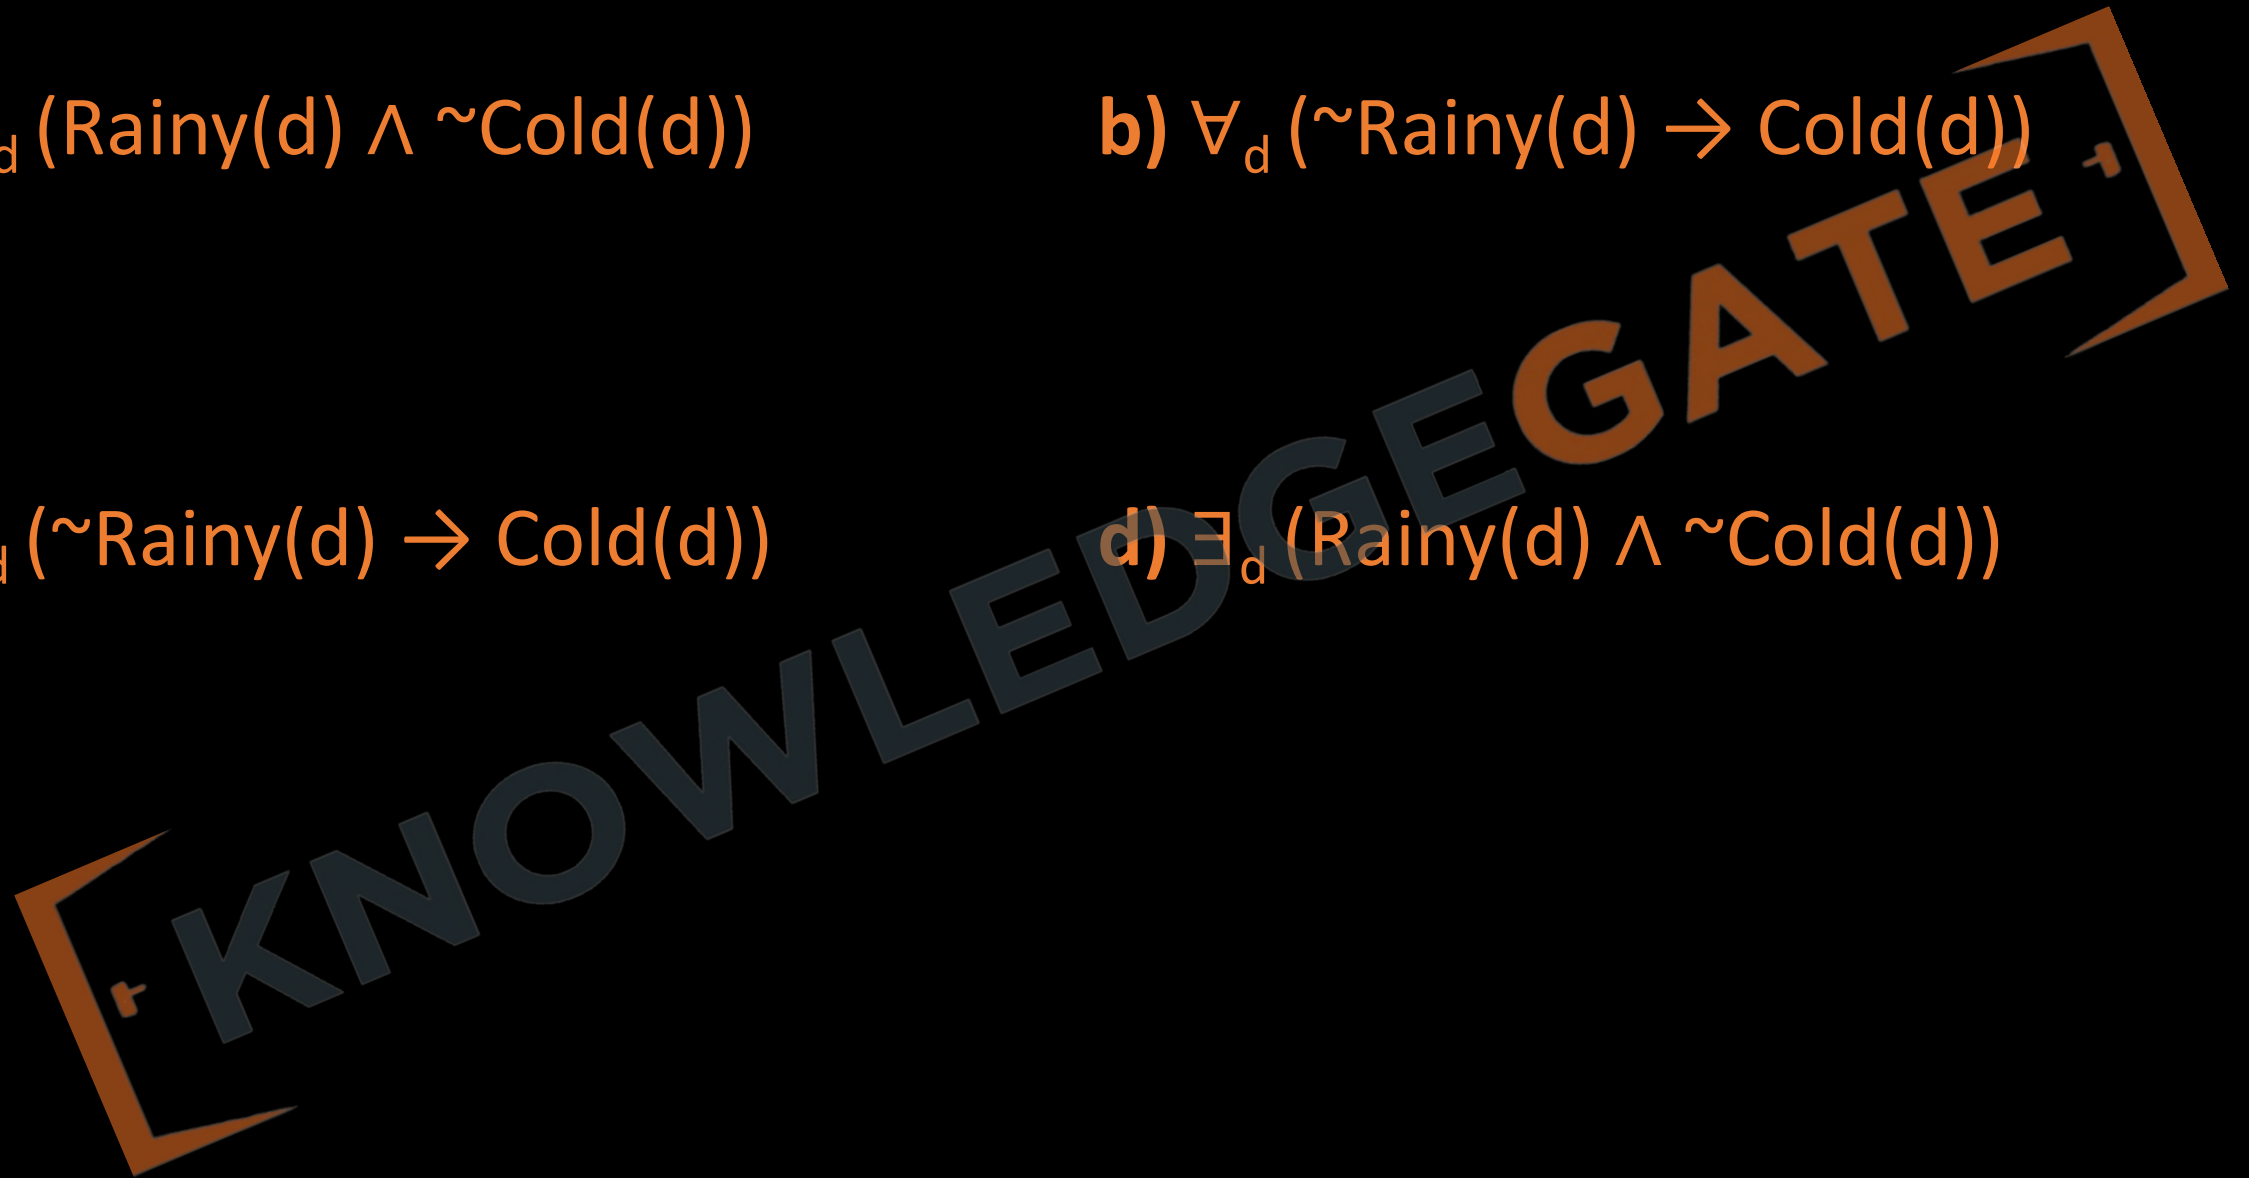 d (Rainy(d) Λ ~Cold(d)) b) ∀d (~Rainy(d) → Cold(d))
d (~Rainy(d) → Cold(d)) d) ∃d (Rainy(d) Λ ~Cold(d))
KNOWLEDGEGATE